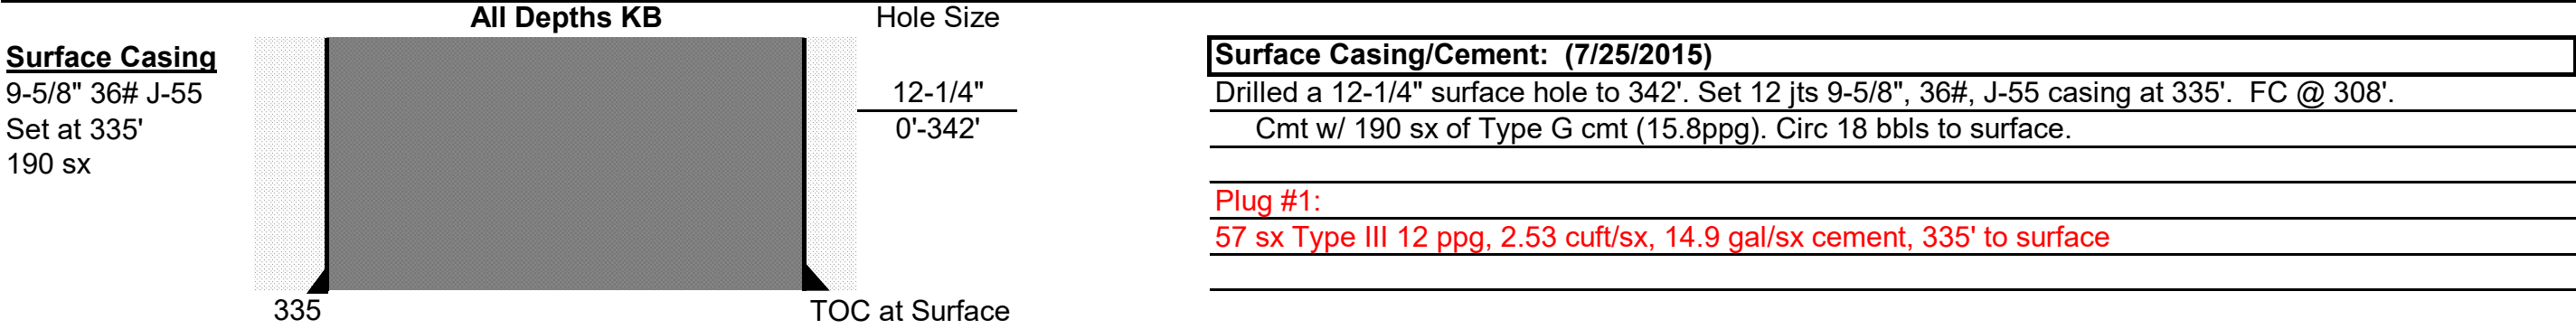 All Depths KB
Hole Size
Surface Casing
9-5/8" 36# J-55
Set at 335'
190 sx
12-1/4"
0'-342'
335
TOC at Surface
Surface Casing/Cement:  (7/25/2015)
Drilled a 12-1/4" surface hole to 342'. Set 12 jts 9-5/8", 36#, J-55 casing at 335'.  FC @ 308'.
Cmt w/ 190 sx of Type G cmt (15.8ppg). Circ 18 bbls to surface.
Plug #1:
57 sx Type III 12 ppg, 2.53 cuft/sx, 14.9 gal/sx cement, 335' to surface